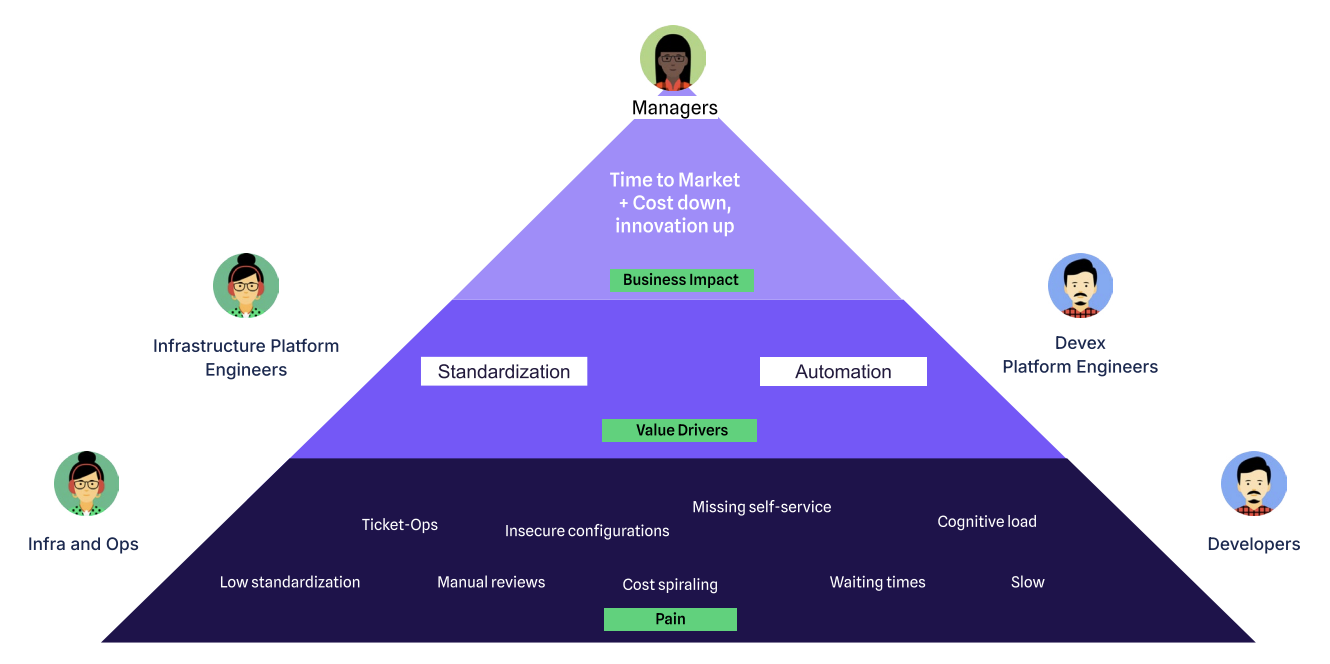 Managers
Time to Market
+ Cost down,
innovation up
Business Impact
Infrastructure Platform
Engineers
Devex
Platform Engineers
Standardization
Automation
Value Drivers
Infra and Ops
Developers
Ticket-Ops
Insecure configurations
Missing self-service
Cognitive load
Low standardization
Manual reviews
Cost spiraling
Waiting times
Slow
Pain